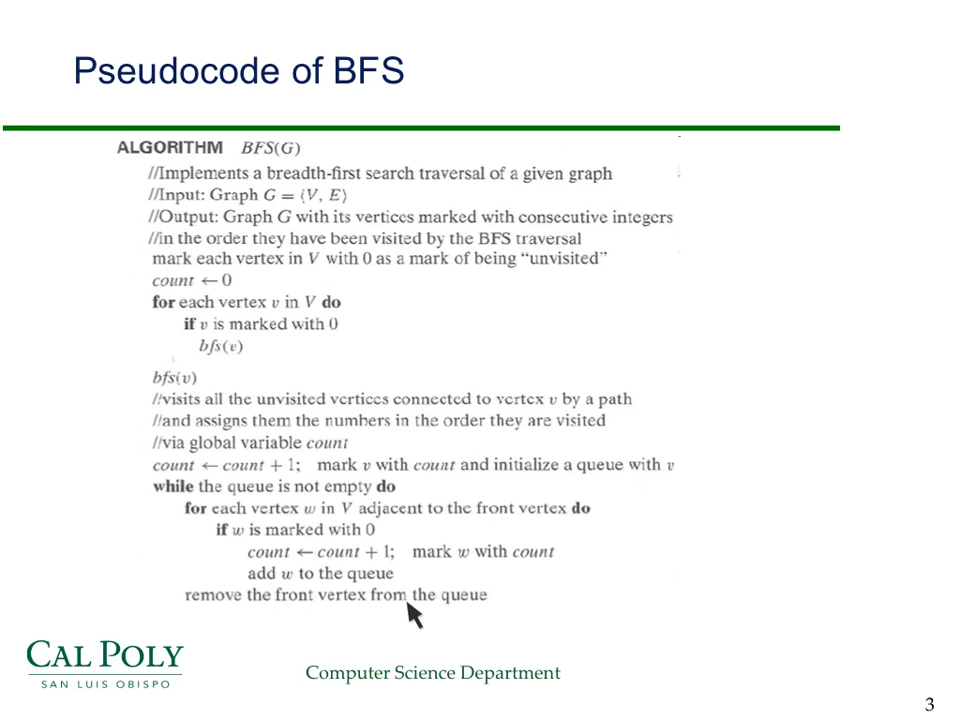 Pseudocode of BFS
ALGORITHM BFS(G)
//Implements a breadth-first search traversal of a given graph
//Input: Graph G = ⟨V, E⟩
//Output: Graph G with its vertices marked with consecutive integers
//in the order they have been visited by the BFS traversal
mark each vertex in V with 0 as a mark of being “unvisited”
count ← 0
for each vertex v in V do
if v is marked with 0
bfs(v)
bfs(v)
//visits all the unvisited vertices connected to vertex v by a path
//and assigns them the numbers in the order they are visited
//via global variable count
count ← count + 1; mark v with count and initialize a queue with v
while the queue is not empty do
for each vertex w in V adjacent to the front vertex do
if w is marked with 0
count ← count + 1; mark w with count
add w to the queue
remove the front vertex from the queue
CAL POLY
SAN LUIS OBISPO
Computer Science Department
3